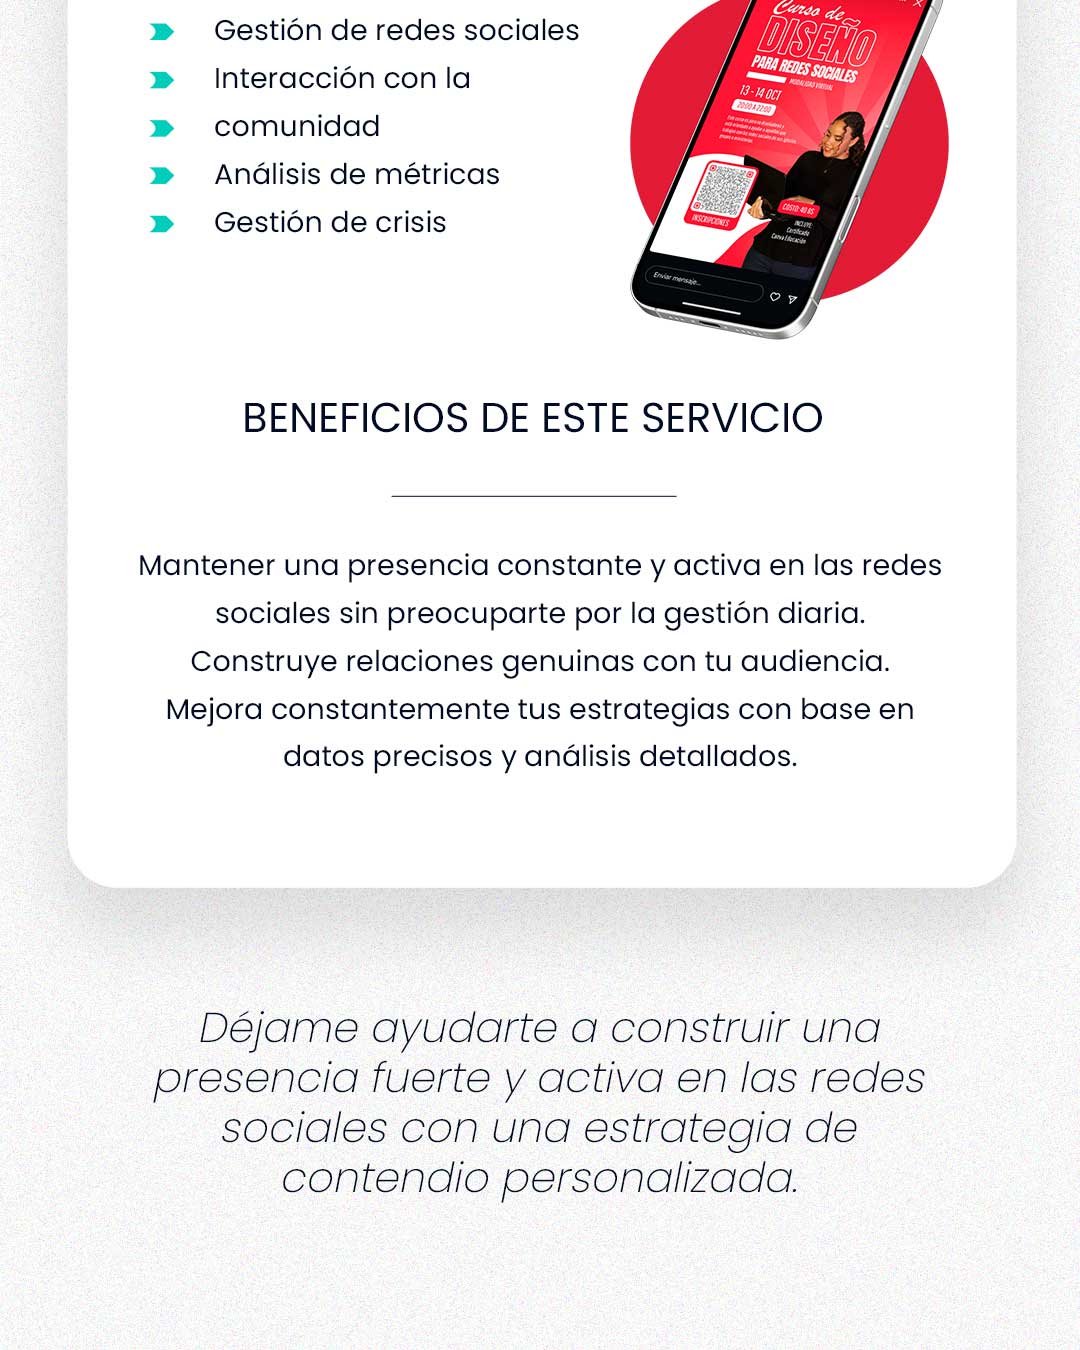 Gestión de redes sociales
Interacción con la
comunidad
Análisis de métricas
Gestión de crisis
Curso de
DISEÑO
PARA REDES SOCIALES
MODALIDAD VIRTUAL
13 - 14 OCT
20:00 A 22:00
INSCRIPCIONES
COSTO: 40 BS
INCLUYE:
Certificado
Canva Educación
Enviar mensaje...
BENEFICIOS DE ESTE SERVICIO
Mantener una presencia constante y activa en las redes
sociales sin preocuparte por la gestión diaria.
Construye relaciones genuinas con tu audiencia.
Mejora constantemente tus estrategias con base en
datos precisos y análisis detallados.
Déjame ayudarte a construir una
presencia fuerte y activa en las redes
sociales con una estrategia de
contendio personalizada.